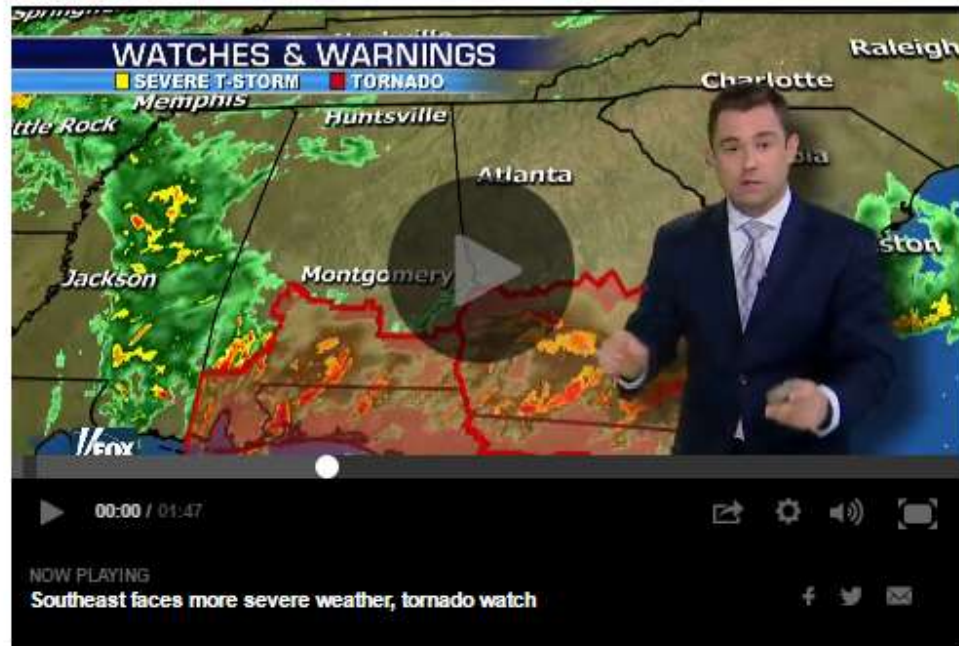 WATCHES & WARNINGS
SEVERE T-STORM TORNADO
Raleigh
Charlotte
Memphis
Huntsville
Atlanta
Jackson
Montgomery
FOX
00:00 / 01:47
NOW PLAYING
Southeast faces more severe weather, tornado watch